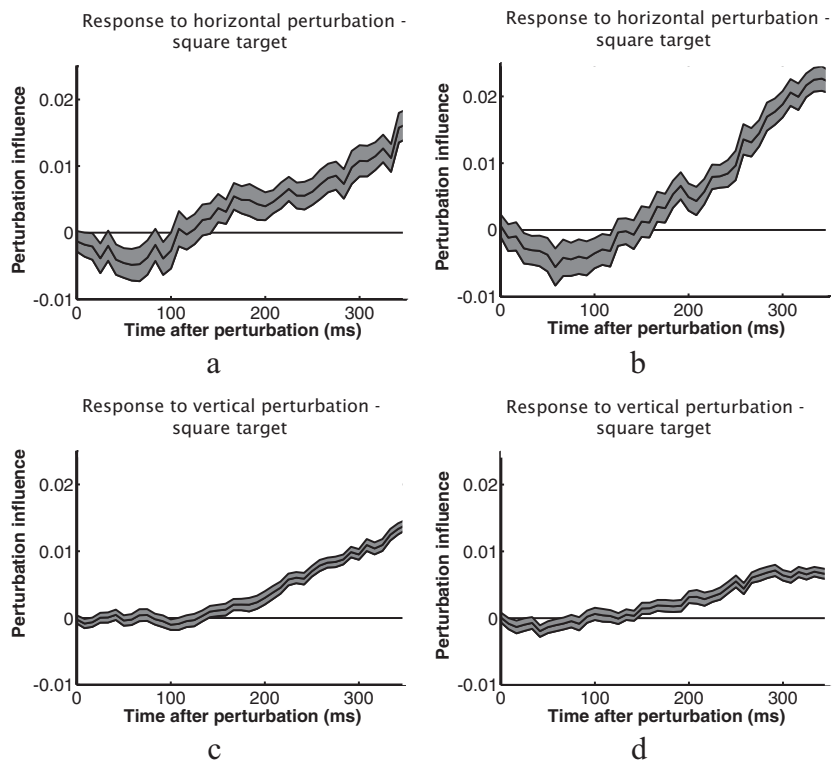 Response to horizontal perturbation -
square target
Perturbation influence
0.02
0.01
0
-0.01
0
100
200
300
Time after perturbation (ms)
a
Response to horizontal perturbation -
square target
Perturbation influence
0.02
0.01
0
-0.01
0
100
200
300
Time after perturbation (ms)
b
Response to vertical perturbation -
square target
Perturbation influence
0.02
0.01
0
-0.01
0
100
200
300
Time after perturbation (ms)
c
Response to vertical perturbation -
square target
Perturbation influence
0.02
0.01
0
-0.01
0
100
200
300
Time after perturbation (ms)
d